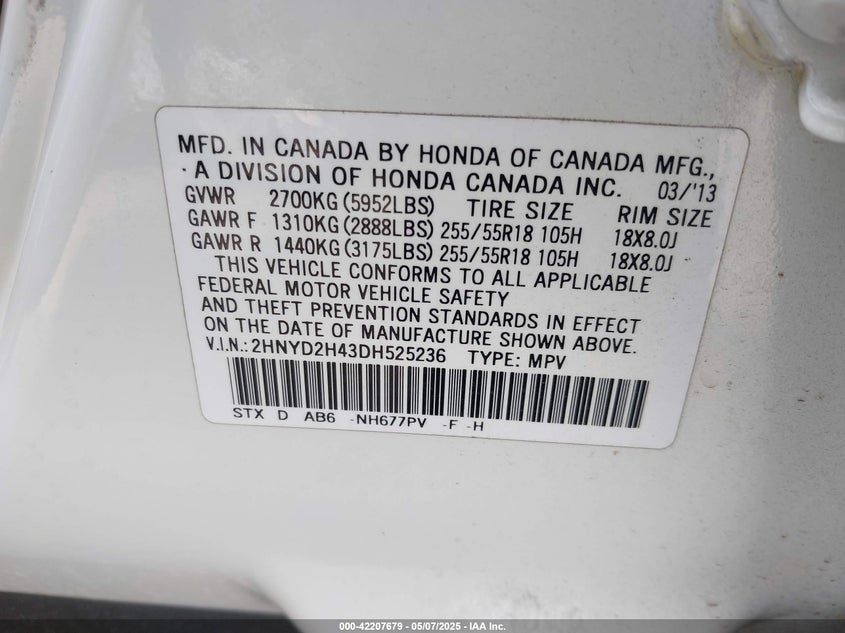 MFD. IN CANADA BY HONDA OF CANADA MFG.,
A DIVISION OF HONDA CANADA INC. 03/'13
GVWR 2700KG (5952LBS) TIRE SIZE RIM SIZE
GAWR F 1310KG (2888LBS) 255/55R18 105H 18X8.0J
GAWR R 1440KG (3175LBS) 255/55R18 105H 18X8.0J
THIS VEHICLE CONFORMS TO ALL APPLICABLE
FEDERAL MOTOR VEHICLE SAFETY
AND THEFT PREVENTION STANDARDS IN EFFECT
ON THE DATE OF MANUFACTURE SHOWN ABOVE.
V.I.N.: 2HNYD2H43DH525236 TYPE: MPV
STX D AB6 -NH677PV -F -H
000-42207679 — 05/07/2025 — IAA Inc.